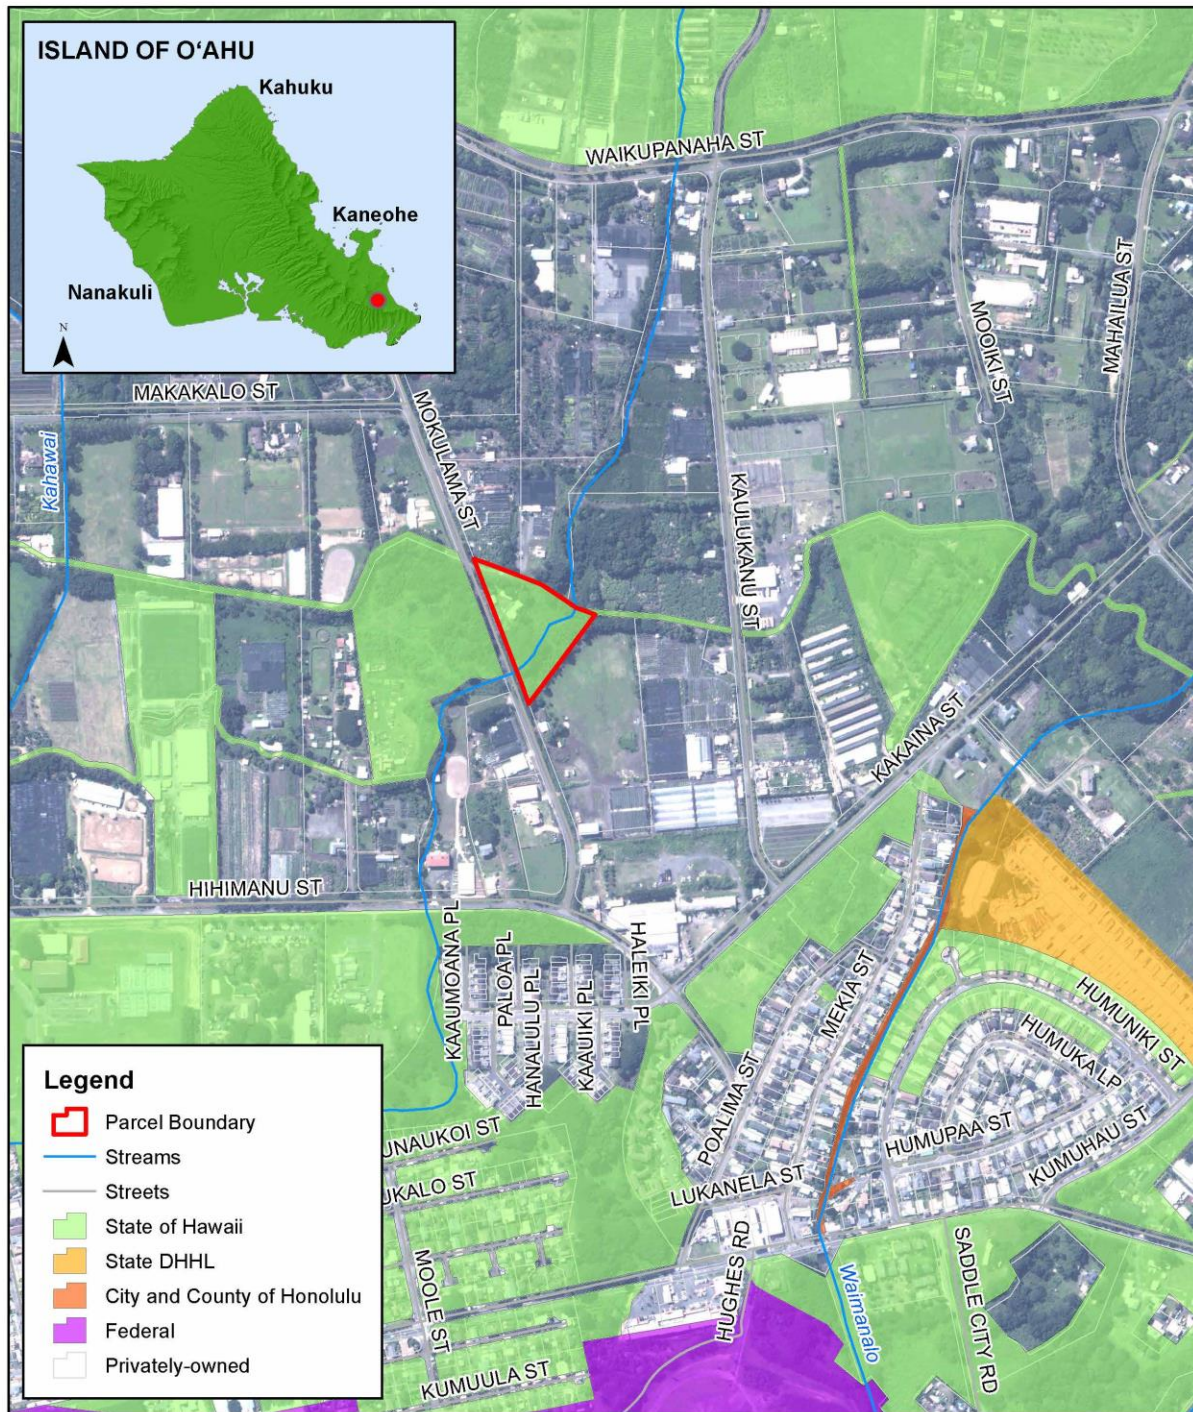 ISLAND OF OʻAHU
Kahuku
Kaneohe
Nanakuli
N
WAIKUPANAHA ST
MAHAILUA ST
MOOIKI ST
MAKAKALO ST
MOKULAMA ST
Kahawai
KAULUKANU ST
KAKAINA ST
HIHIMANU ST
KAAUMOANA PL
PALOA PL
HANALULU PL
KAAUIKI PL
HALEIKI PL
MEKIA ST
POALIMA ST
HUMUNIKI ST
HUMUKA LP
HUMUPAA ST
KUMUHAU ST
LUKANELA ST
UNAUKOI ST
UKALO ST
MOOLE ST
HUGHES RD
Waimanalo
SADDLE CITY RD
KUMUULA ST
Legend
Parcel Boundary
Streams
Streets
State of Hawaii
State DHHL
City and County of Honolulu
Federal
Privately-owned